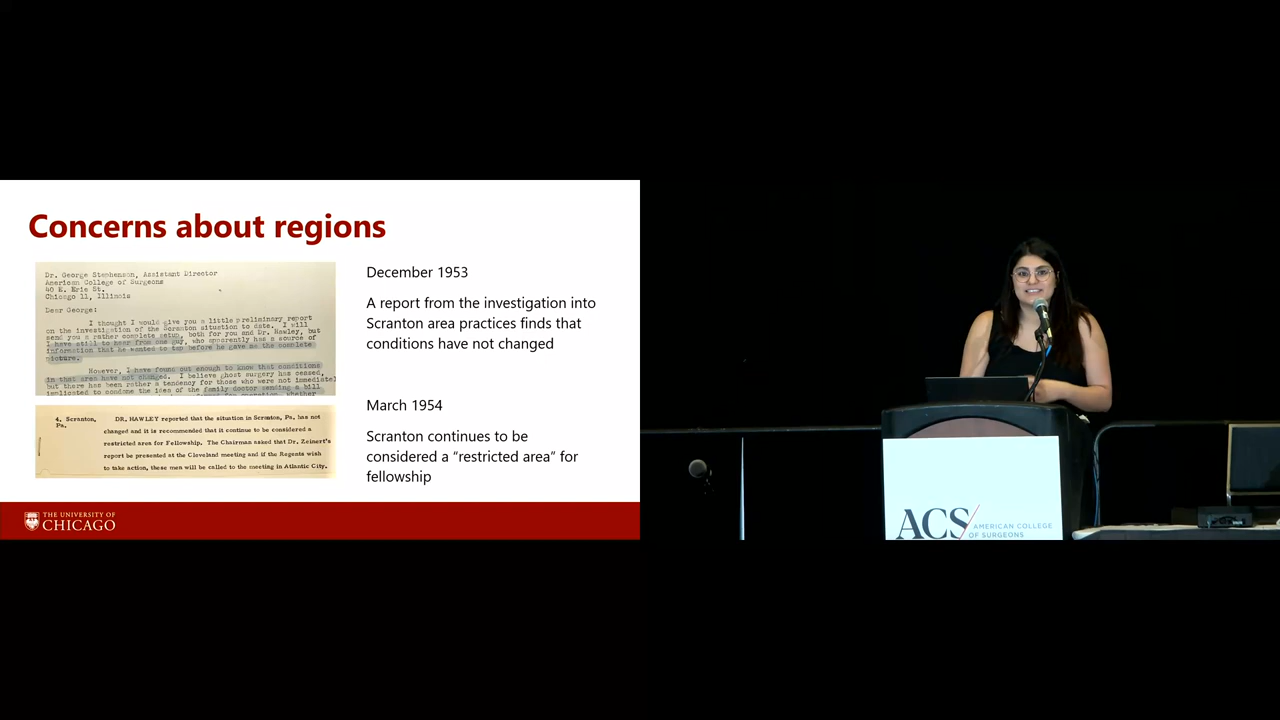 Concerns about regions
Dr. George Stephenson, Assistant Director
American College of Surgeons
40 E. Erie St.
Chicago 11, Illinois
Dear George:
I thought I would give you a little preliminary report
on the investigation of the Scranton situation to date. I will
send you a rather complete setup, both for you and Dr. Hawley, but
I have still to hear from one guy, who apparently has a source of
information that he wanted to tap before he gave me the complete
picture.
However, I have found out enough to know that conditions
in that area have not changed. I believe ghost surgery has ceased,
but there has been rather a tendency for those who were not immediatel
implicated to condone the idea of the family doctor sending a bill
whether
4. Scranton, Pa.
DR. HAWLEY reported that the situation in Scranton, Pa. has not
changed and it is recommended that it continue to be considered a
restricted area for Fellowship. The Chairman asked that Dr. Zeinert's
report be presented at the Cleveland meeting and if the Regents wish
to take action, these men will be called to the meeting in Atlantic City.
December 1953
A report from the investigation into
Scranton area practices finds that
conditions have not changed
March 1954
Scranton continues to be
considered a “restricted area” for
fellowship
THE UNIVERSITY OF
CHICAGO
ACS
AMERICAN COLLEGE
OF SURGEONS